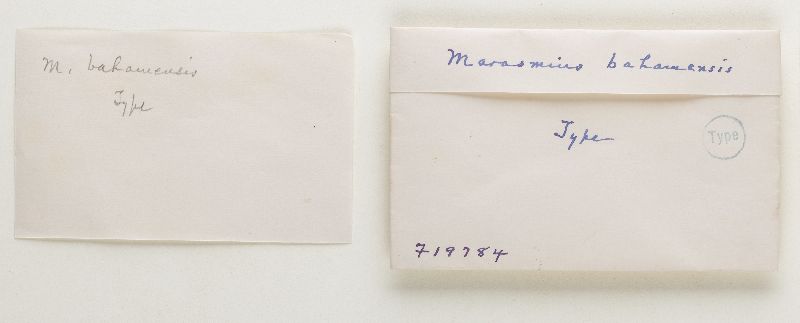 M. bahamensis
Type
Marasmius bahamensis
Type
Type
719784